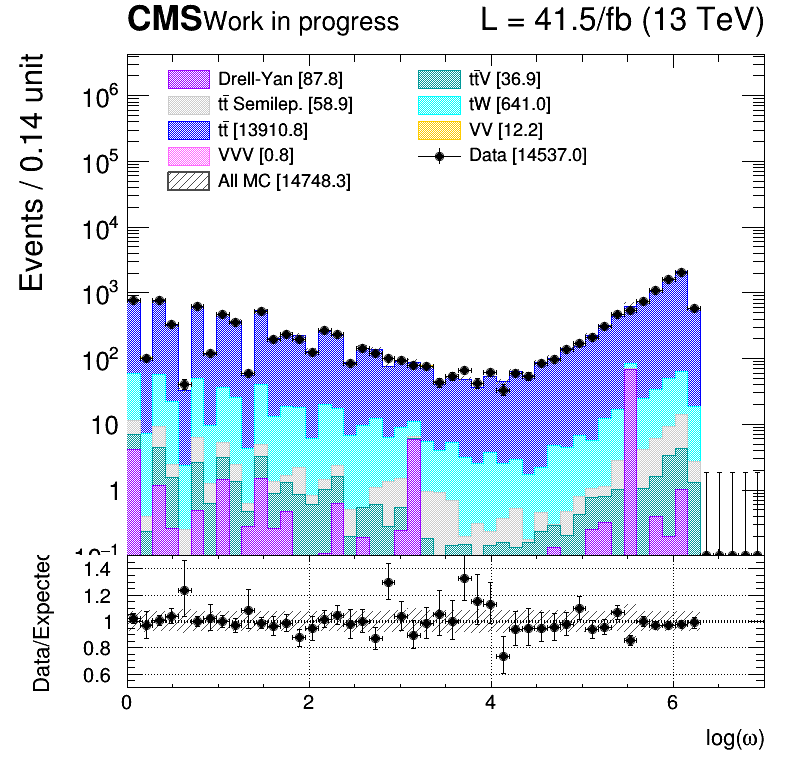 CMS Work in progress L = 41.5/fb (13 TeV)
Events / 0.14 unit
Drell-Yan [87.8]
tt̄ Semilep. [58.9]
tt̄ [13910.8]
VVV [0.8]
All MC [14748.3]
tt̄V [36.9]
tW [641.0]
VV [12.2]
Data [14537.0]
10⁶
10⁵
10⁴
10³
10²
10
1
10⁻¹
Data/Expected
1.4
1.2
1
0.8
0.6
0 2 4 6
log(ω)